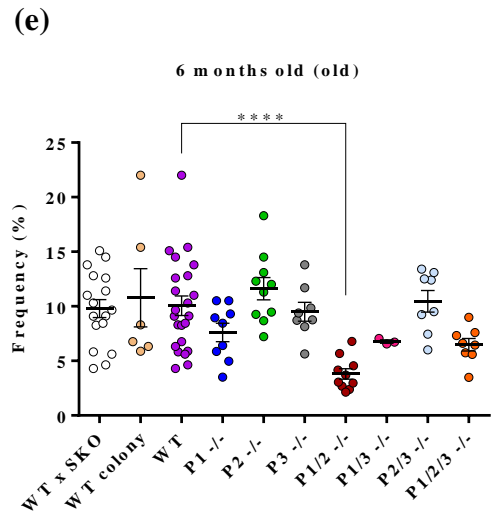 (e)
6 months old (old)
****
Frequency (%)
25
20
15
10
5
0
WT x SKO
WT colony
WT
P1 -/-
P2 -/-
P3 -/-
P1/2 -/-
P1/3 -/-
P2/3 -/-
P1/2/3 -/-